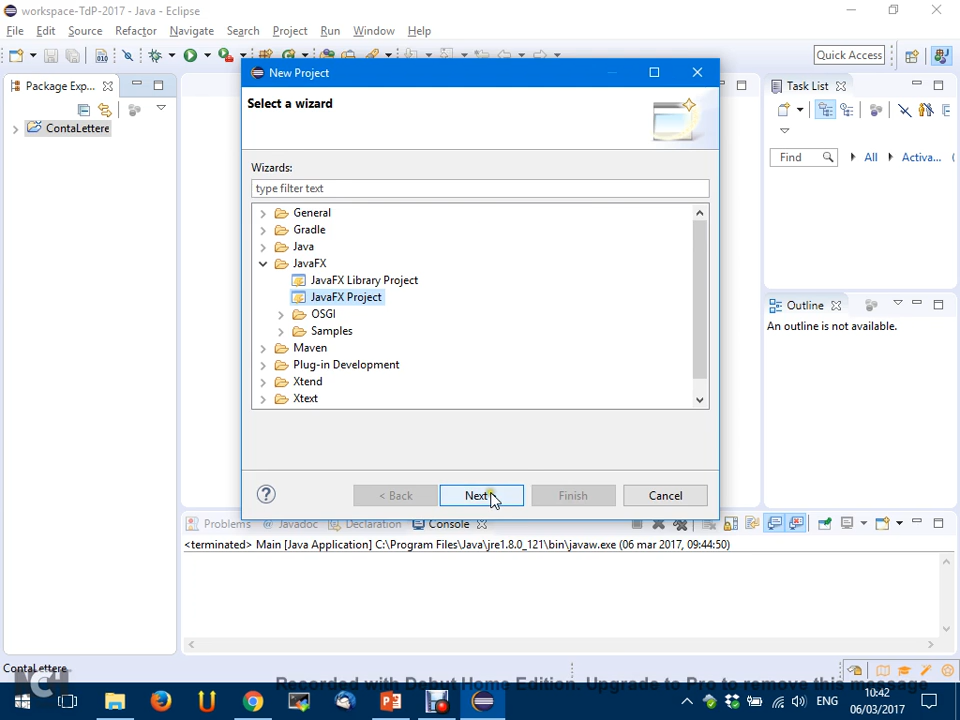 workspace-TdP-2017 - Java - Eclipse
File Edit Source Refactor Navigate Search Project Run Window Help
Quick Access
Package Exp...
ContaLettere
New Project
Select a wizard
Wizards:
type filter text
General
Gradle
Java
JavaFX
JavaFX Library Project
JavaFX Project
OSGI
Samples
Maven
Plug-in Development
Xtend
Xtext
< Back Next Finish Cancel
Task List
Find All Activa...
Outline
An outline is not available.
Problems @ Javadoc Declaration Console
<terminated> Main [Java Application] C:\Program Files\Java\jre1.8.0_121\bin\javaw.exe (06 mar 2017, 09:44:50)
ContaLettere
NCH
Recorded with Debut Home Edition. Upgrade to Pro to remove this message
ENG
10:42
06/03/2017